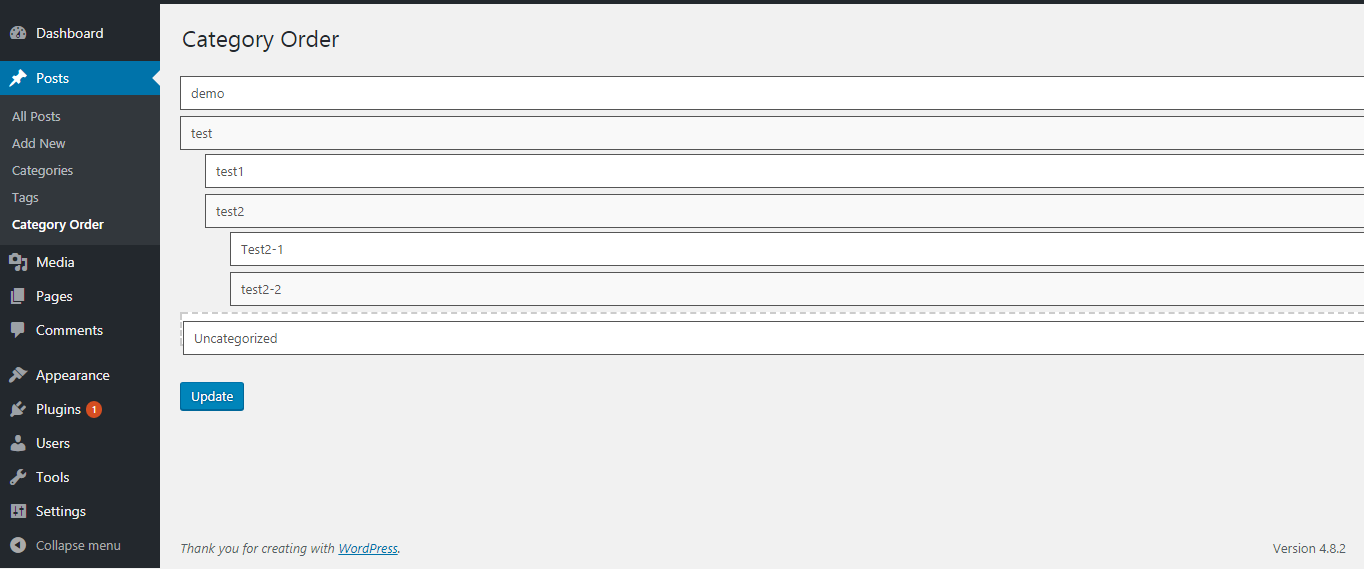 Dashboard
Posts
All Posts
Add New
Categories
Tags
Category Order
Media
Pages
Comments
Appearance
Plugins 1
Users
Tools
Settings
Collapse menu
Category Order
demo
test
test1
test2
Test2-1
test2-2
Uncategorized
Update
Thank you for creating with WordPress.
Version 4.8.2